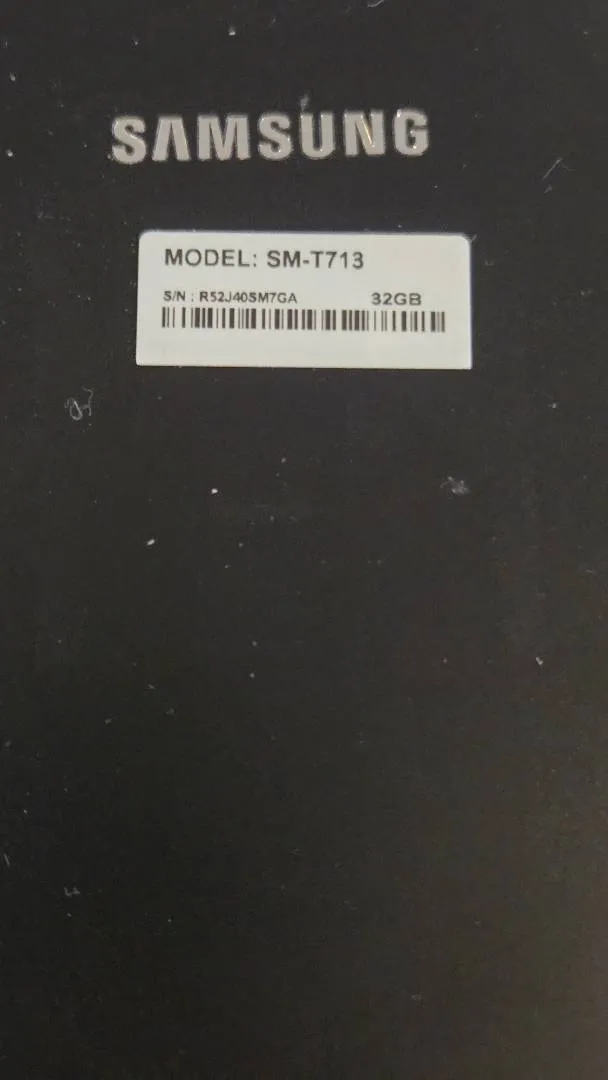 SAMSUNG
MODEL: SM-T713
S/N : R52J40SM7GA 32GB